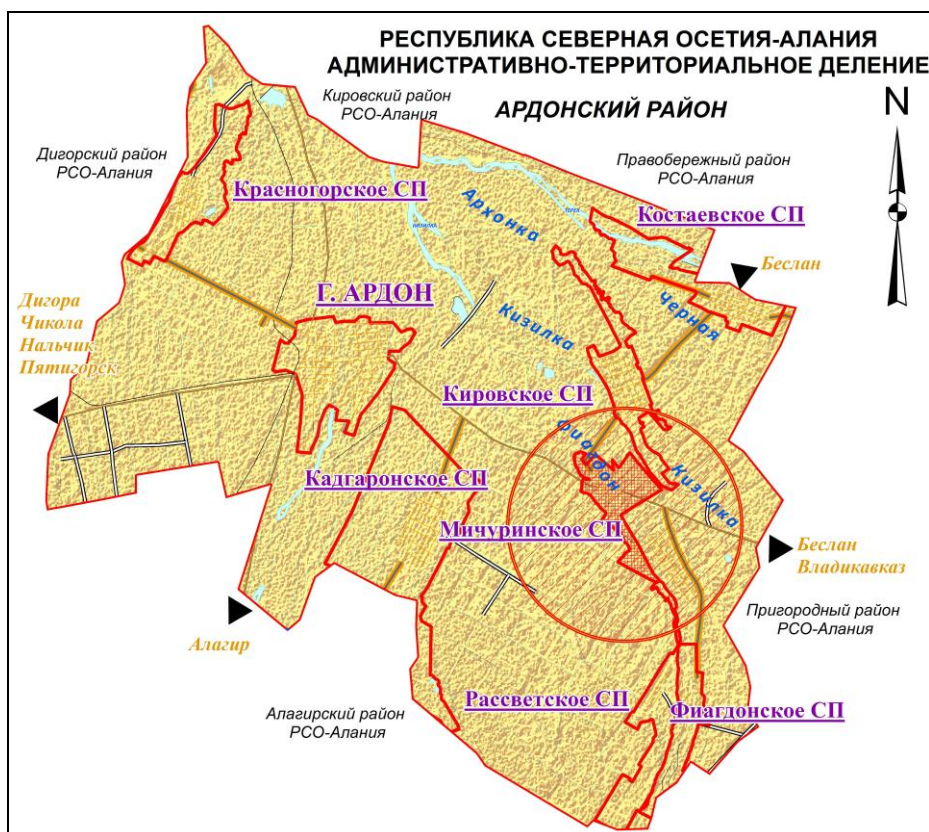 РЕСПУБЛИКА СЕВЕРНАЯ ОСЕТИЯ-АЛАНИЯ
АДМИНИСТРАТИВНО-ТЕРРИТОРИАЛЬНОЕ ДЕЛЕНИЕ
Кировский район
РСО-Алания
АРДОНСКИЙ РАЙОН
N
Дигорский район
РСО-Алания
Правобережный район
РСО-Алания
Красногорское СП
Архонка
Костаевское СП
Беслан
Г. АРДОН
Дигора
Чикола
Нальчик
Пятигорск
Кизилка
Черная
Кировское СП
Фиагдон
Кизилка
Кадгаронское СП
Мичуринское СП
Беслан
Владикавказ
Пригородный район
РСО-Алания
Алагир
Алагирский район
РСО-Алания
Рассветское СП
Фиагдонское СП